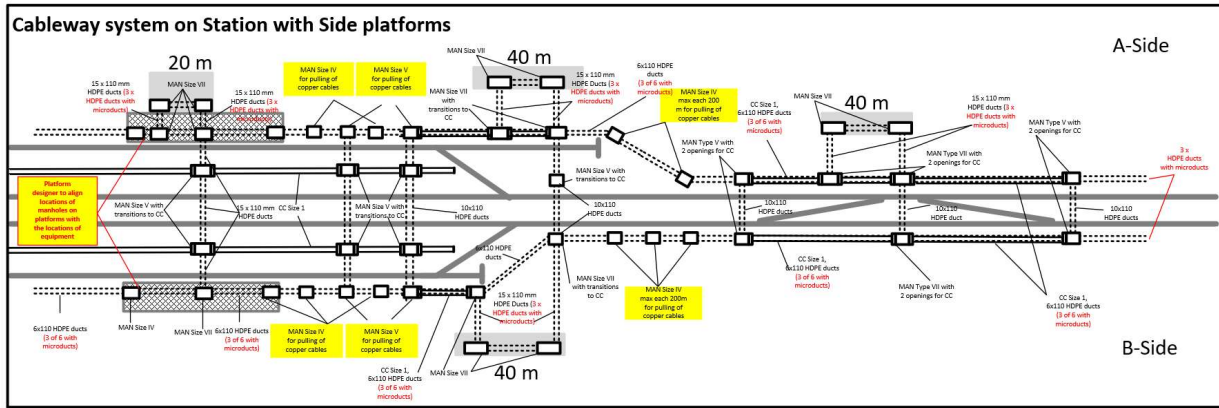 Cableway system on Station with Side platforms
A-Side
20 m
40 m
40 m
MAN Size VII
15 x 110 mm
HDPE ducts (3 x
HDPE ducts with
microducts)
15 x 110 mm
HDPE ducts (3 x
HDPE ducts with
microducts)
MAN Size IV
for pulling of
copper cables
MAN Size V
for pulling of
copper cables
MAN Size VII
with
transitions to
CC
MAN Size VII
15 x 110 mm
HDPE ducts (3 x
HDPE ducts with
microducts)
6x110 HDPE
ducts
(3 of 6 with
microducts)
MAN Size IV
max each 200
m for pulling of
copper cables
CC Size 1,
6x110 HDPE ducts
(3 of 6 with
microducts)
MAN Size VII
15 x 110 mm
HDPE ducts (3 x
HDPE ducts with
microducts)
MAN Type V with
2 openings for CC
MAN Type V with
2 openings for CC
MAN Type VII with
2 openings for CC
3 x
HDPE ducts
with microducts
Platform
designer to align
locations of
manholes on
platform with
the locations of
equipment
MAN Size V with
transitions to CC
15 x 110 mm
HDPE ducts
CC Size 1
MAN Size V with
transitions to CC
10x110
HDPE ducts
MAN Size V with
transitions to CC
10x110
HDPE ducts
10x110
HDPE ducts
10x110
HDPE duct
10x110
HDPE ducts
6x110 HDPE
ducts
MAN Size VII
with
transitions to
CC
MAN Size IV
max each 200m
for pulling of
copper cables
CC Size 1,
6x110 HDPE ducts
(3 of 6 with
microducts)
MAN Type VII with
2 openings for CC
CC Size 1,
6x110 HDPE ducts
(3 of 6 with
microducts)
6x110 HDPE ducts
(3 of 6 with
microducts)
MAN Size IV
MAN Size VII
6x110 HDPE ducts
(3 of 6 with
microducts)
MAN Size IV
for pulling of
copper cables
MAN Size V
for pulling of
copper cables
CC Size 1,
6x110 HDPE ducts
(3 of 6 with
microducts)
MAN Size VII
15 x 110 mm
HDPE Ducts (3 x
HDPE ducts with
microducts)
40 m
B-Side